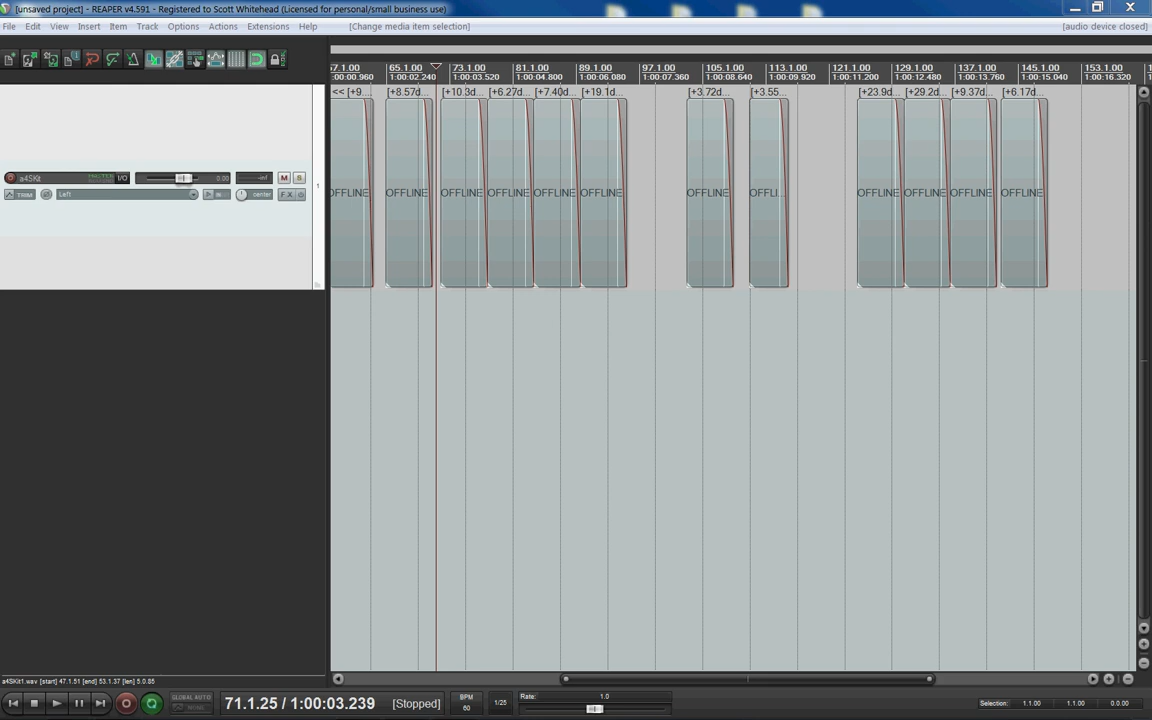 [unsaved project] - REAPER v4.591 - Registered to Scott Whitehead (Licensed for personal/small business use)
File Edit View Insert Item Track Options Actions Extensions Help [Change media item selection] [audio device closed]
65.1.00 73.1.00 81.1.00 89.1.00 97.1.00 105.1.00 113.1.00 121.1.00 129.1.00 137.1.00 145.1.00 153.1.00
:00:00.960 1:00:02.240 1:00:03.520 1:00:04.800 1:00:06.080 1:00:07.360 1:00:08.640 1:00:09.920 1:00:11.200 1:00:12.480 1:00:13.760 1:00:15.040 1:00:16.320
<< [+9.... [+8.57d... [+10.3d... [+6.27d... [+7.40d... [+19.1d... [+3.72d... [+3.55... [+23.9d... [+29.2d... [+9.37d... [+6.17d...
a4SKit I/O 0.00 -inf M S 1
TRIM Left IN center FX
OFFLINE OFFLINE OFFLINE OFFLINE OFFLINE OFFLINE OFFLINE OFFLI... OFFLINE OFFLINE OFFLINE OFFLINE
a4SKit1.wav [start] 47.1.51 [end] 53.1.37 [len] 5.0.85
GLOBAL AUTO
NONE
71.1.25 / 1:00:03.239 [Stopped]
BPM
60
1/25
Rate: 1.0
Selection: 1.1.00 1.1.00 0.0.00